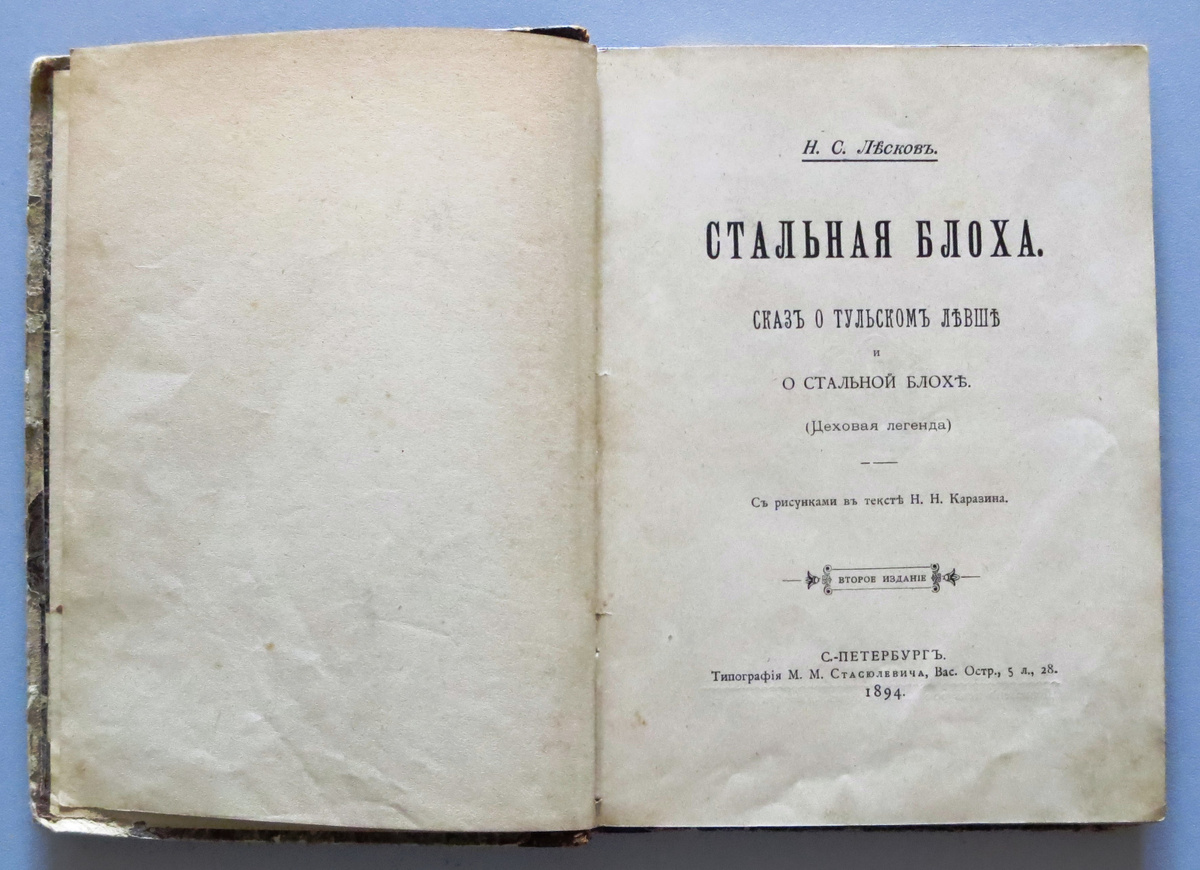 Н. С. Лѣсковъ.
СТАЛЬНАЯ БЛОХА.
СКАЗЪ О ТУЛЬСКОМЪ ЛѢВШѢ
и
О СТАЛЬНОЙ БЛОХѢ.
(Цеховая легенда)
Съ рисунками въ текстѣ Н. Н. Каразина.
ВТОРОЕ ИЗДАНІЕ
С.-ПЕТЕРБУРГЪ.
Типографія М. М. Стасюлевича, Вас. Остр., 5 л., 28.
1894.